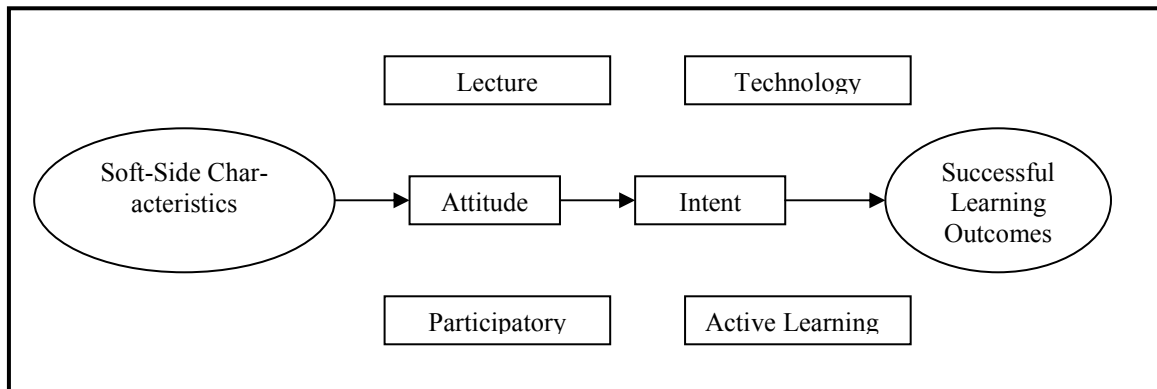 Lecture
Technology
Soft-Side Char-
acteristics
Attitude
Intent
Successful
Learning
Outcomes
Participatory
Active Learning